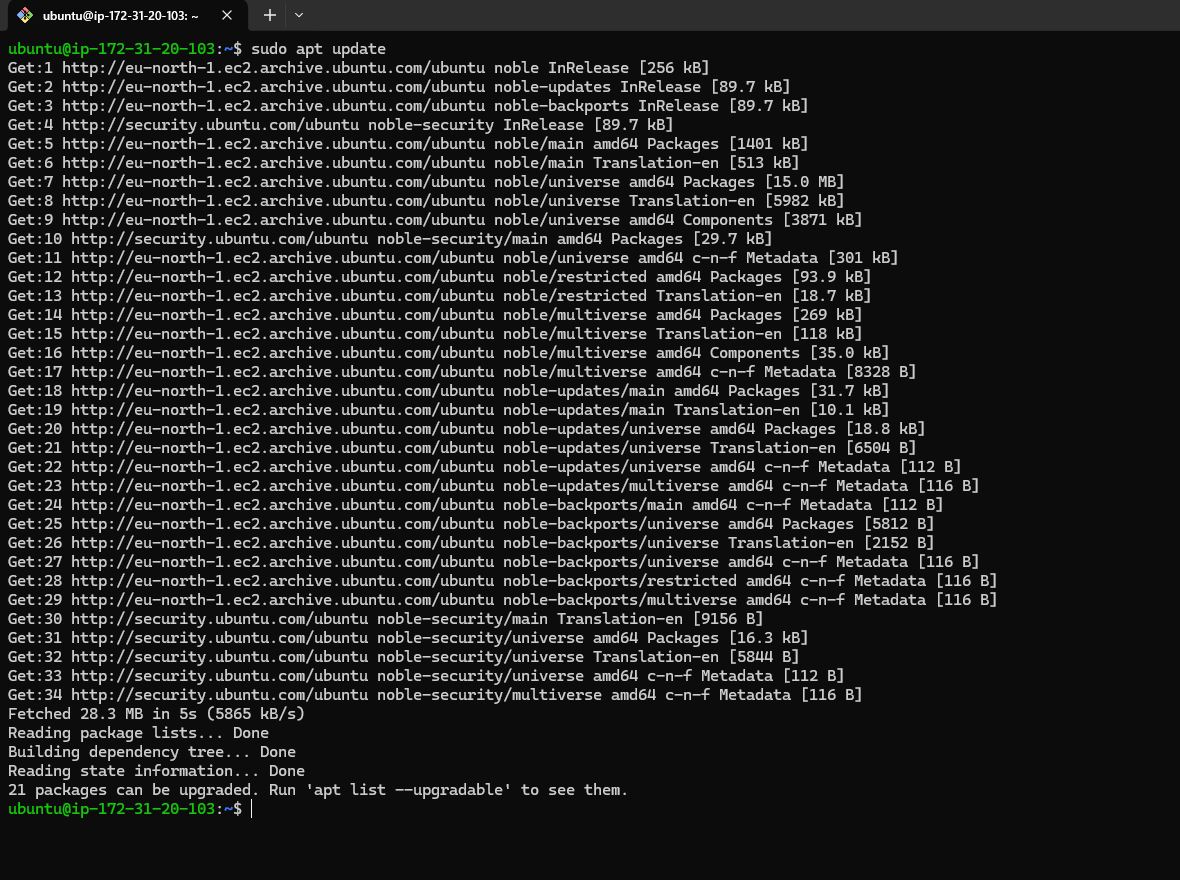 ubuntu@ip-172-31-20-103: ~
ubuntu@ip-172-31-20-103:~$ sudo apt update
Get:1 http://eu-north-1.ec2.archive.ubuntu.com/ubuntu noble InRelease [256 kB]
Get:2 http://eu-north-1.ec2.archive.ubuntu.com/ubuntu noble-updates InRelease [89.7 kB]
Get:3 http://eu-north-1.ec2.archive.ubuntu.com/ubuntu noble-backports InRelease [89.7 kB]
Get:4 http://security.ubuntu.com/ubuntu noble-security InRelease [89.7 kB]
Get:5 http://eu-north-1.ec2.archive.ubuntu.com/ubuntu noble/main amd64 Packages [1401 kB]
Get:6 http://eu-north-1.ec2.archive.ubuntu.com/ubuntu noble/main Translation-en [513 kB]
Get:7 http://eu-north-1.ec2.archive.ubuntu.com/ubuntu noble/universe amd64 Packages [15.0 MB]
Get:8 http://eu-north-1.ec2.archive.ubuntu.com/ubuntu noble/universe Translation-en [5982 kB]
Get:9 http://eu-north-1.ec2.archive.ubuntu.com/ubuntu noble/universe amd64 Components [3871 kB]
Get:10 http://security.ubuntu.com/ubuntu noble-security/main amd64 Packages [29.7 kB]
Get:11 http://eu-north-1.ec2.archive.ubuntu.com/ubuntu noble/universe amd64 c-n-f Metadata [301 kB]
Get:12 http://eu-north-1.ec2.archive.ubuntu.com/ubuntu noble/restricted amd64 Packages [93.9 kB]
Get:13 http://eu-north-1.ec2.archive.ubuntu.com/ubuntu noble/restricted Translation-en [18.7 kB]
Get:14 http://eu-north-1.ec2.archive.ubuntu.com/ubuntu noble/multiverse amd64 Packages [269 kB]
Get:15 http://eu-north-1.ec2.archive.ubuntu.com/ubuntu noble/multiverse Translation-en [118 kB]
Get:16 http://eu-north-1.ec2.archive.ubuntu.com/ubuntu noble/multiverse amd64 Components [35.0 kB]
Get:17 http://eu-north-1.ec2.archive.ubuntu.com/ubuntu noble/multiverse amd64 c-n-f Metadata [8328 B]
Get:18 http://eu-north-1.ec2.archive.ubuntu.com/ubuntu noble-updates/main amd64 Packages [31.7 kB]
Get:19 http://eu-north-1.ec2.archive.ubuntu.com/ubuntu noble-updates/main Translation-en [10.1 kB]
Get:20 http://eu-north-1.ec2.archive.ubuntu.com/ubuntu noble-updates/universe amd64 Packages [18.8 kB]
Get:21 http://eu-north-1.ec2.archive.ubuntu.com/ubuntu noble-updates/universe Translation-en [6504 B]
Get:22 http://eu-north-1.ec2.archive.ubuntu.com/ubuntu noble-updates/universe amd64 c-n-f Metadata [112 B]
Get:23 http://eu-north-1.ec2.archive.ubuntu.com/ubuntu noble-updates/multiverse amd64 c-n-f Metadata [116 B]
Get:24 http://eu-north-1.ec2.archive.ubuntu.com/ubuntu noble-backports/main amd64 c-n-f Metadata [112 B]
Get:25 http://eu-north-1.ec2.archive.ubuntu.com/ubuntu noble-backports/universe amd64 Packages [5812 B]
Get:26 http://eu-north-1.ec2.archive.ubuntu.com/ubuntu noble-backports/universe Translation-en [2152 B]
Get:27 http://eu-north-1.ec2.archive.ubuntu.com/ubuntu noble-backports/universe amd64 c-n-f Metadata [116 B]
Get:28 http://eu-north-1.ec2.archive.ubuntu.com/ubuntu noble-backports/restricted amd64 c-n-f Metadata [116 B]
Get:29 http://eu-north-1.ec2.archive.ubuntu.com/ubuntu noble-backports/multiverse amd64 c-n-f Metadata [116 B]
Get:30 http://security.ubuntu.com/ubuntu noble-security/main Translation-en [9156 B]
Get:31 http://security.ubuntu.com/ubuntu noble-security/universe amd64 Packages [16.3 kB]
Get:32 http://security.ubuntu.com/ubuntu noble-security/universe Translation-en [5844 B]
Get:33 http://security.ubuntu.com/ubuntu noble-security/universe amd64 c-n-f Metadata [112 B]
Get:34 http://security.ubuntu.com/ubuntu noble-security/multiverse amd64 c-n-f Metadata [116 B]
Fetched 28.3 MB in 5s (5865 kB/s)
Reading package lists... Done
Building dependency tree... Done
Reading state information... Done
21 packages can be upgraded. Run 'apt list --upgradable' to see them.
ubuntu@ip-172-31-20-103:~$